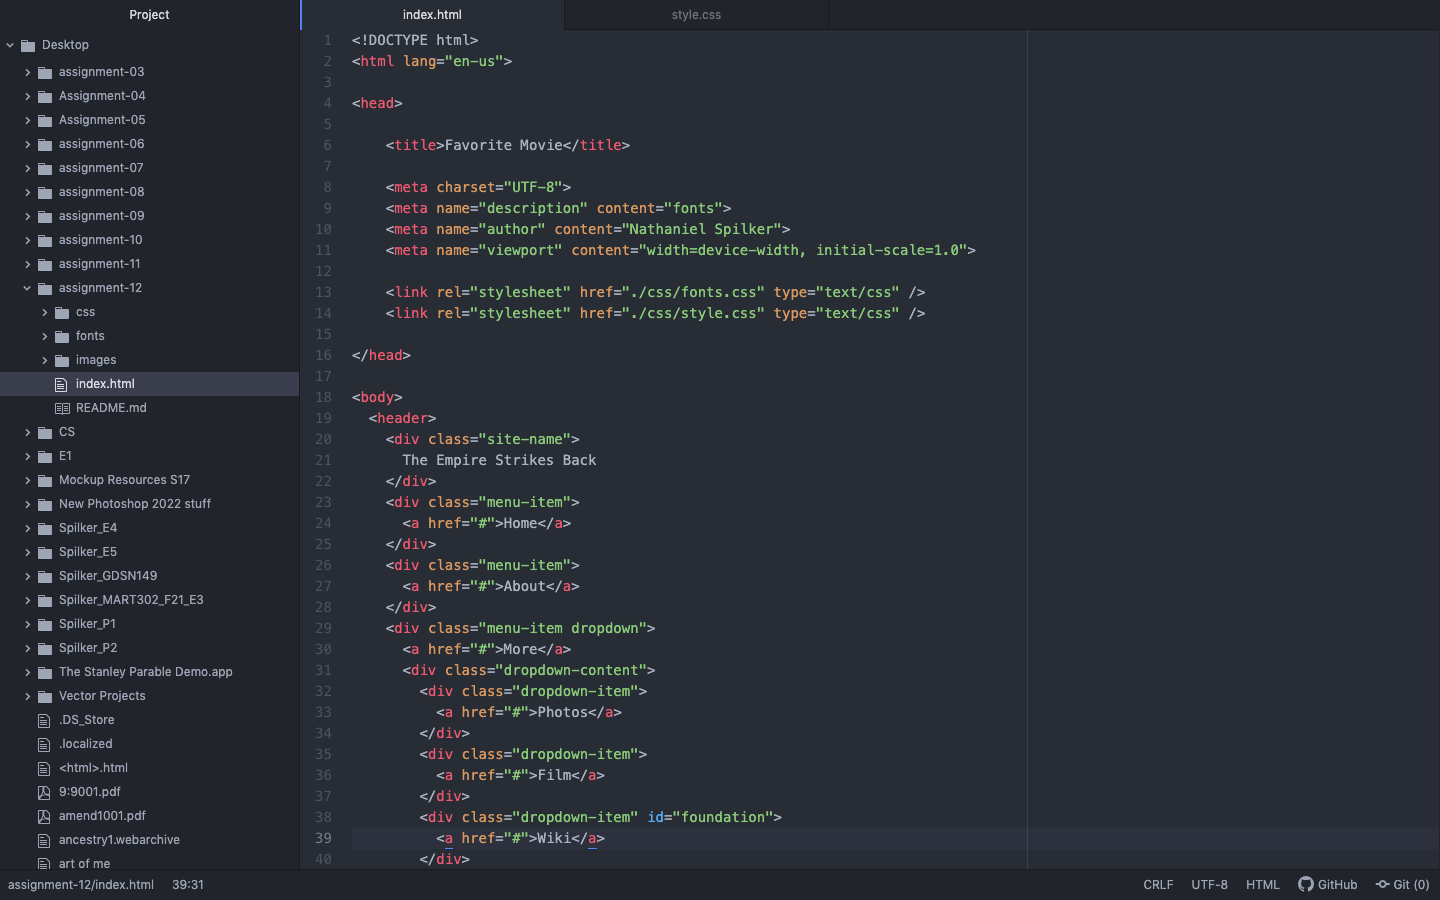 Project
index.html
style.css
Desktop
assignment-03
Assignment-04
Assignment-05
assignment-06
assignment-07
assignment-08
assignment-09
assignment-10
assignment-11
assignment-12
css
fonts
images
index.html
README.md
CS
E1
Mockup Resources S17
New Photoshop 2022 stuff
Spilker_E4
Spilker_E5
Spilker_GDSN149
Spilker_MART302_F21_E3
Spilker_P1
Spilker_P2
The Stanley Parable Demo.app
Vector Projects
.DS_Store
.localized
<html>.html
9:9001.pdf
amend1001.pdf
ancestry1.webarchive
art of me
1 <!DOCTYPE html>
2 <html lang="en-us">
3
4 <head>
5
6     <title>Favorite Movie</title>
7
8     <meta charset="UTF-8">
9     <meta name="description" content="fonts">
10     <meta name="author" content="Nathaniel Spilker">
11     <meta name="viewport" content="width=device-width, initial-scale=1.0">
12
13     <link rel="stylesheet" href="./css/fonts.css" type="text/css" />
14     <link rel="stylesheet" href="./css/style.css" type="text/css" />
15
16 </head>
17
18 <body>
19   <header>
20     <div class="site-name">
21       The Empire Strikes Back
22     </div>
23     <div class="menu-item">
24       <a href="#">Home</a>
25     </div>
26     <div class="menu-item">
27       <a href="#">About</a>
28     </div>
29     <div class="menu-item dropdown">
30       <a href="#">More</a>
31       <div class="dropdown-content">
32         <div class="dropdown-item">
33           <a href="#">Photos</a>
34         </div>
35         <div class="dropdown-item">
36           <a href="#">Film</a>
37         </div>
38         <div class="dropdown-item" id="foundation">
39           <a href="#">Wiki</a>
40         </div>
assignment-12/index.html 39:31 CRLF UTF-8 HTML GitHub Git (0)